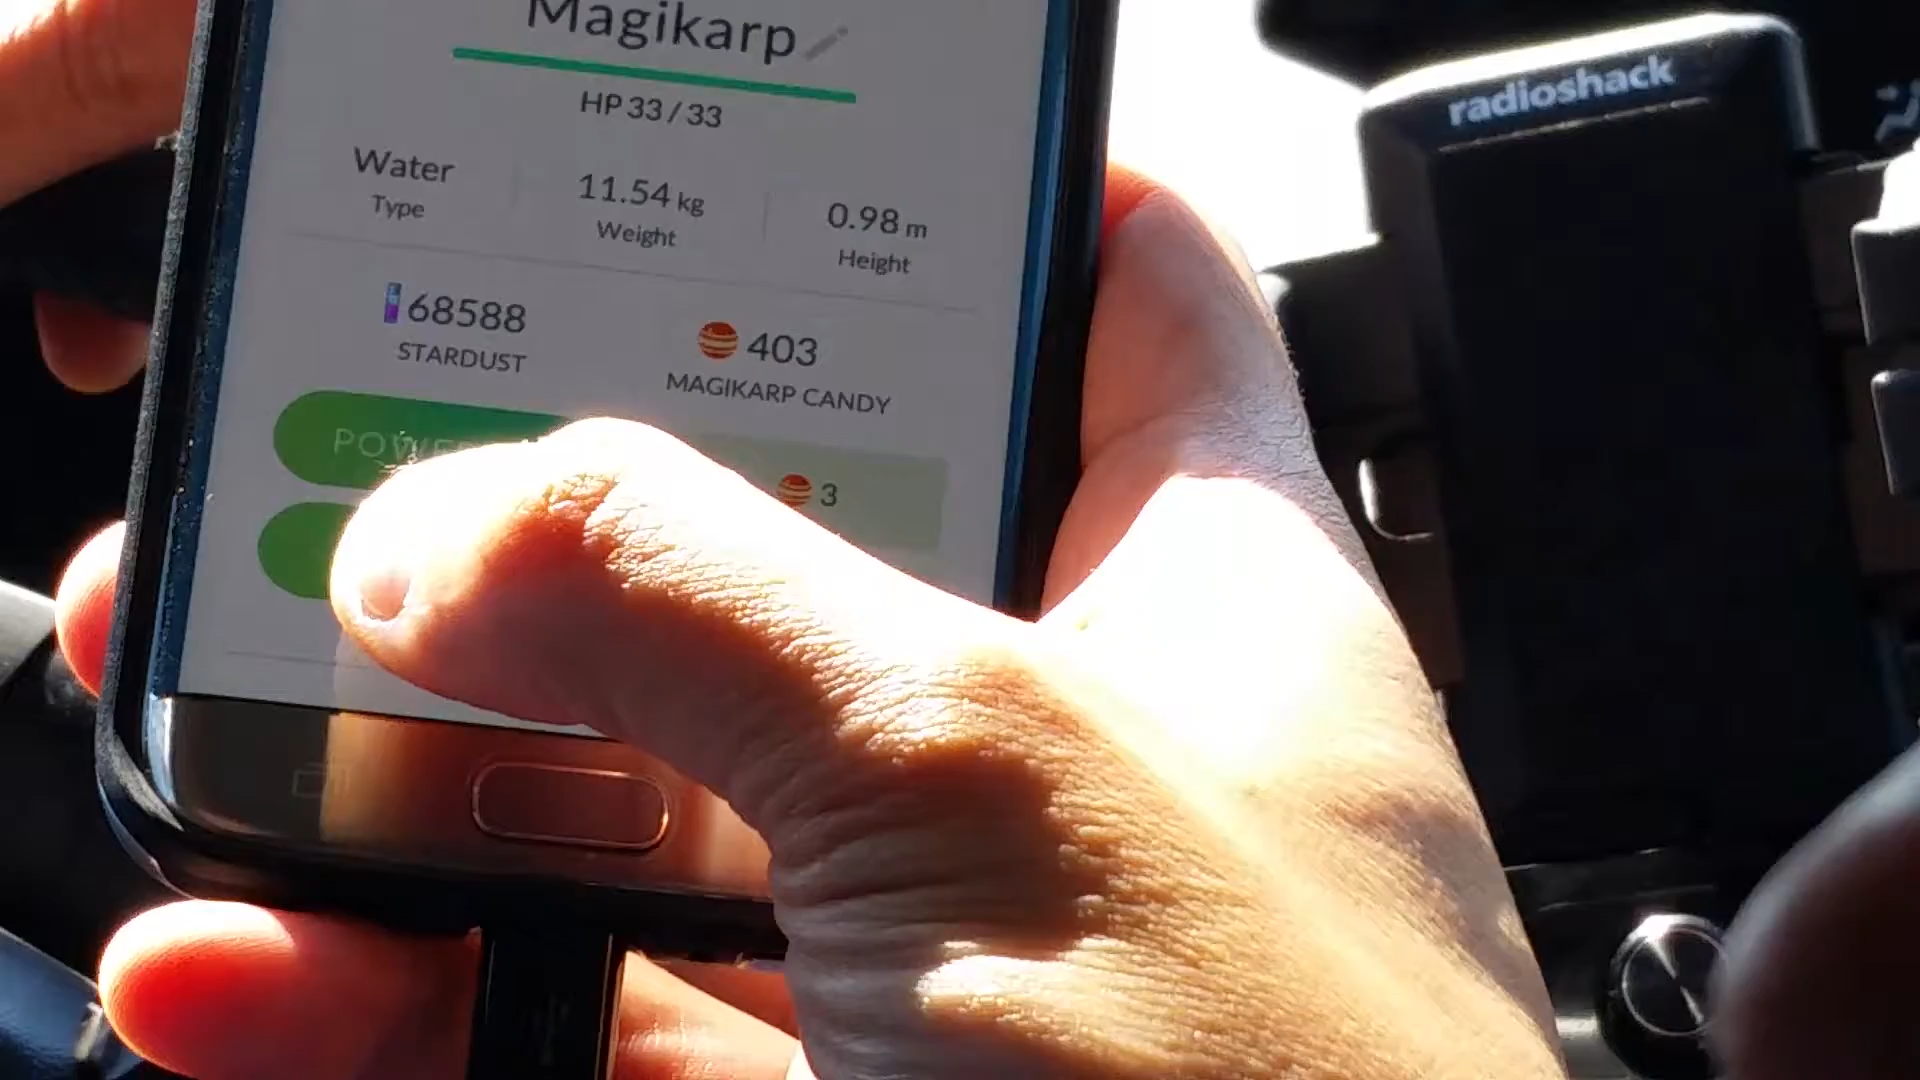 Magikarp
HP 33 / 33
Water
Type
11.54 kg
Weight
0.98 m
Height
68588
STARDUST
403
MAGIKARP CANDY
POWE
3
radioshack